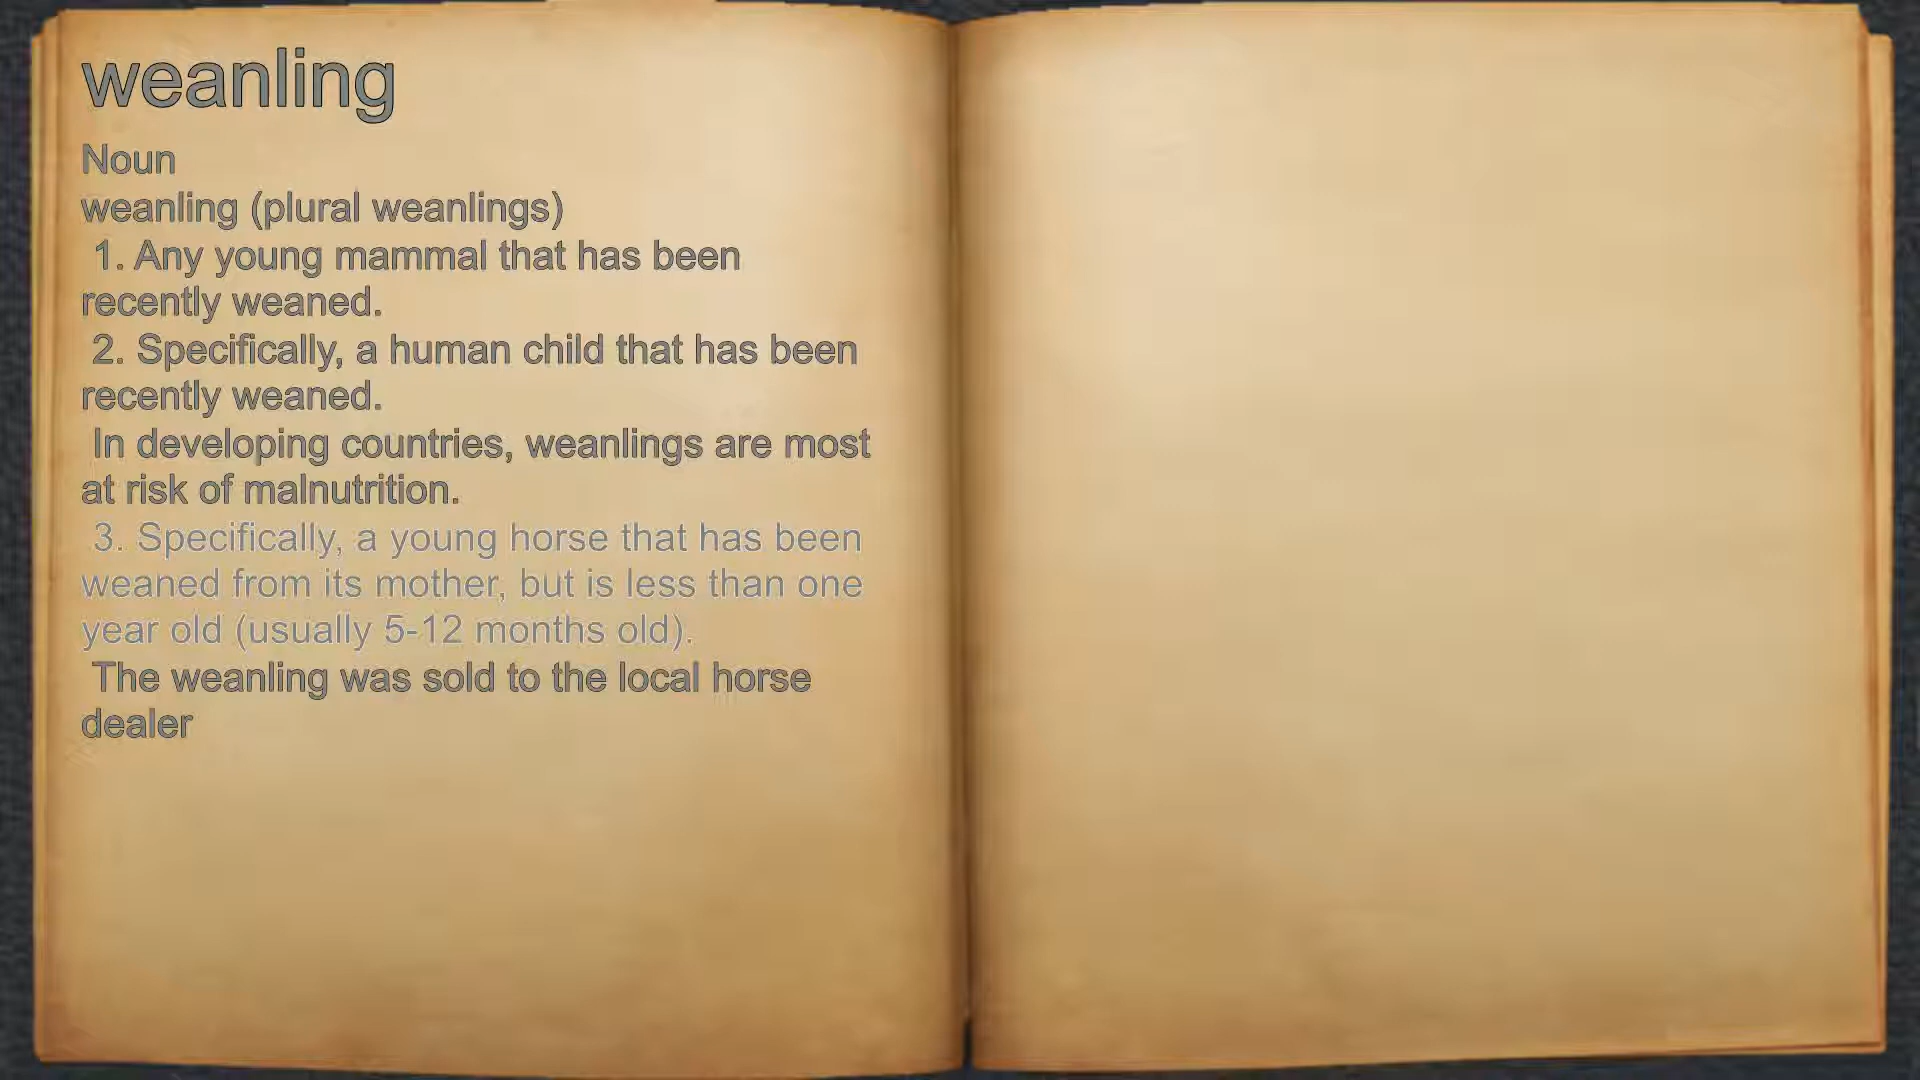 weanling
Noun
weanling (plural weanlings)
1. Any young mammal that has been
recently weaned.
2. Specifically, a human child that has been
recently weaned.
In developing countries, weanlings are most
at risk of malnutrition.
3. Specifically, a young horse that has been
weaned from its mother, but is less than one
year old (usually 5-12 months old).
The weanling was sold to the local horse
dealer